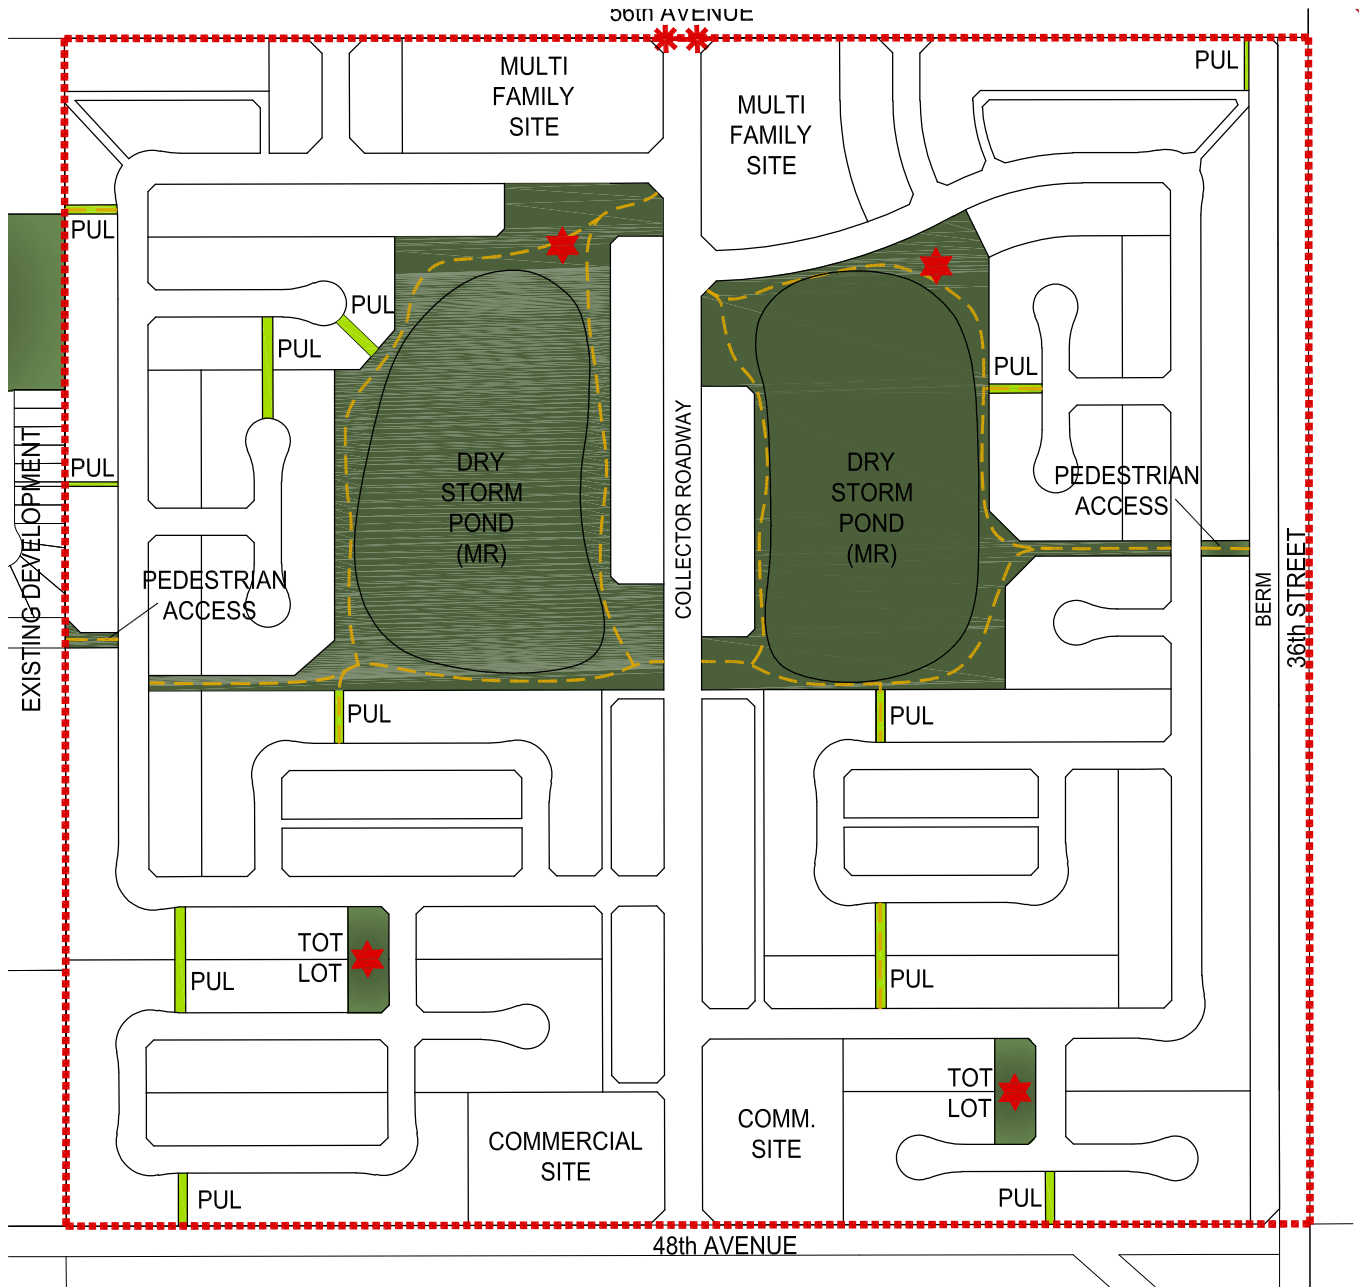 56th AVENUE
PUL
MULTI
FAMILY
SITE
MULTI
FAMILY
SITE
PUL
PUL
PUL
PUL
PUL
COLLECTOR ROADWAY
EXISTING DEVELOPMENT
DRY
STORM
POND
(MR)
DRY
STORM
POND
(MR)
PEDESTRIAN
ACCESS
PEDESTRIAN
ACCESS
BERM
36th STREET
PUL
PUL
TOT
LOT
PUL
PUL
TOT
LOT
COMMERCIAL
SITE
COMM.
SITE
PUL
PUL
48th AVENUE